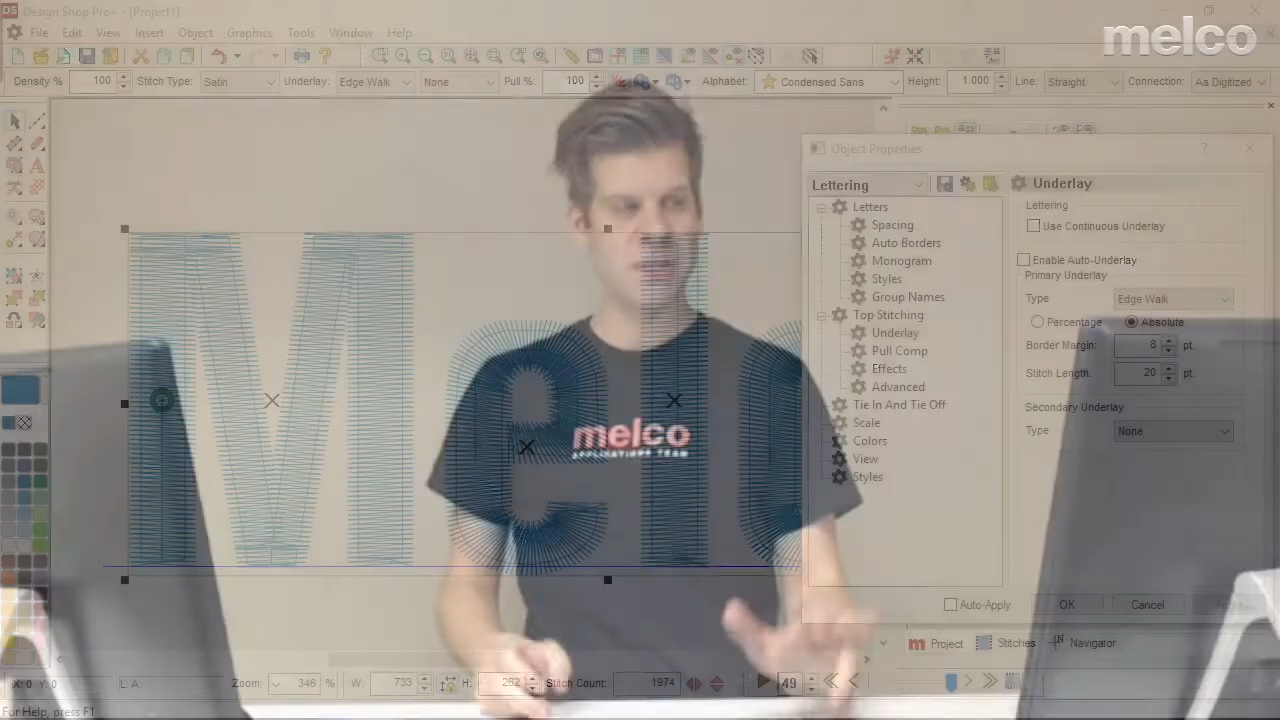 DS Design Shop Pro+ - [Project1]
melco
File Edit View Insert Object Graphics Tools Window Help
Density % 100 Stitch Type: Satin Underlay: Edge Walk None Pull %: 100 Alphabet: Condensed Sans Height: 1.000 Line: Straight Connection: As Digitized
Object Properties
Lettering
Underlay
Letters
Spacing
Auto Borders
Monogram
Styles
Group Names
Top Stitching
Underlay
Pull Comp
Effects
Advanced
Tie In And Tie Off
Scale
Colors
View
Styles
Lettering
Use Continuous Underlay
Enable Auto-Underlay
Primary Underlay
Type Edge Walk
Percentage Absolute
Border Margin: 8 pt.
Stitch Length: 20 pt.
Secondary Underlay
Type None
Melc
melco
APPLICATIONS TEAM
Auto-Apply OK Cancel
Project Stitches Navigator
X: 0 Y: 0 L: A: Zoom: 346 % W: 733 H: 262 Stitch Count: 1974 49
For Help, press F1